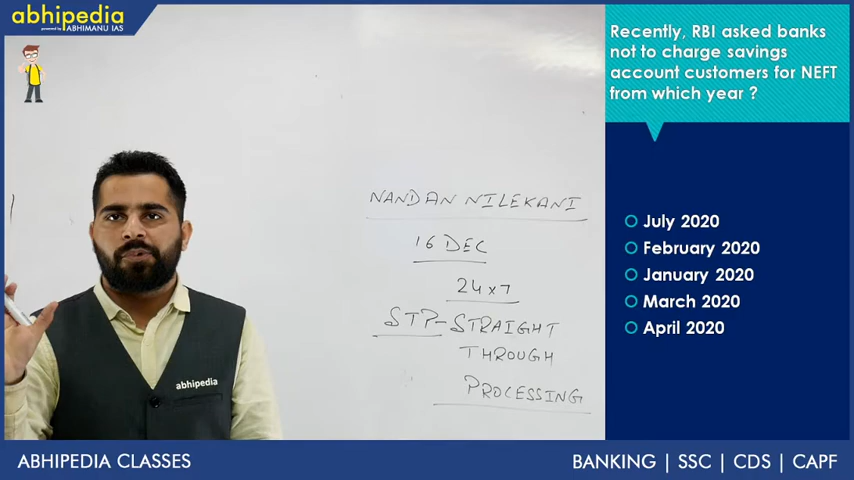 abhipedia
powered by ABHIMANU IAS
Recently, RBI asked banks
not to charge savings
account customers for NEFT
from which year ?
NANDAN NILEKANI
16 DEC
24x7
STP-STRAIGHT
THROUGH
PROCESSING
abhipedia
July 2020
February 2020
January 2020
March 2020
April 2020
ABHIPEDIA CLASSES
BANKING | SSC | CDS | CAPF